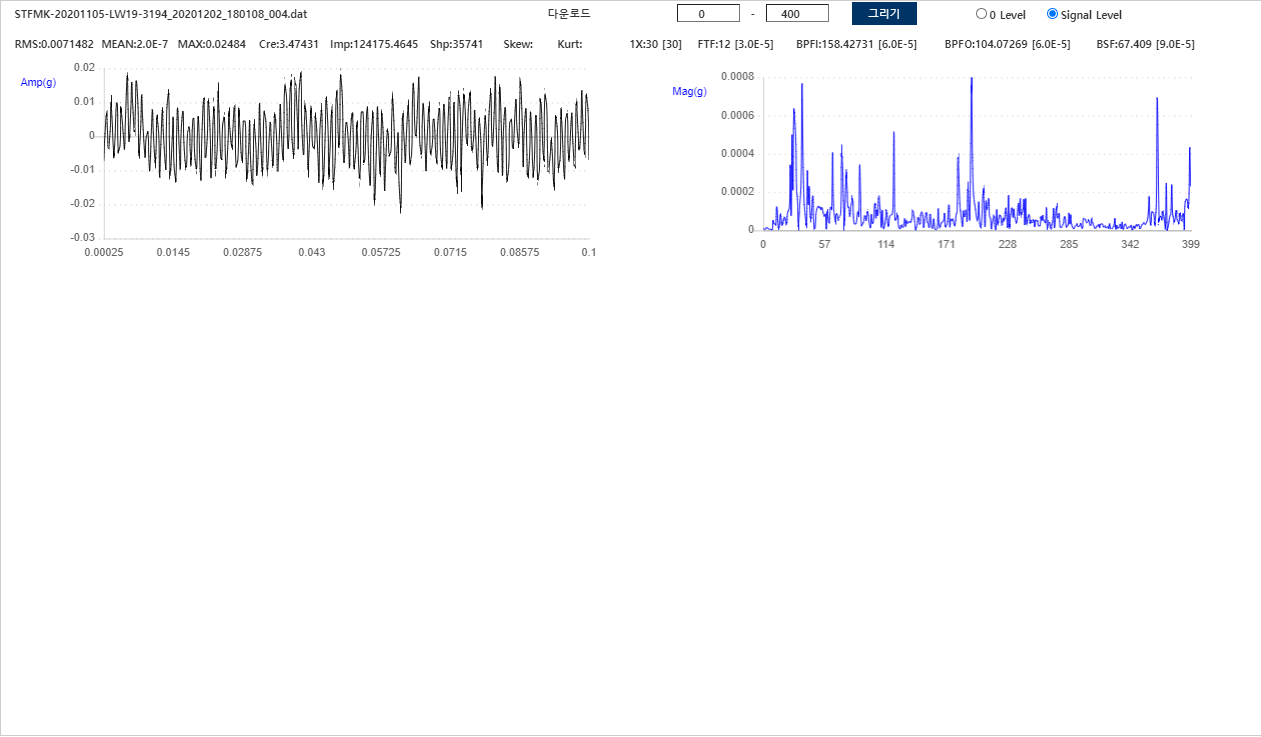 STFMK-20201105-LW19-3194_20201202_180108_004.dat 다운로드 0 - 400 그리기 0 Level Signal Level
RMS:0.0071482 MEAN:2.0E-7 MAX:0.02484 Cre:3.47431 Imp:124175.4645 Shp:35741 Skew: Kurt: 1X:30 [30] FTF:12 [3.0E-5] BPFI:158.42731 [6.0E-5] BPFO:104.07269 [6.0E-5] BSF:67.409 [9.0E-5]
Amp(g)
0.02
0.01
0
-0.01
-0.02
-0.03
0.00025 0.0145 0.02875 0.043 0.05725 0.0715 0.08575 0.1
Mag(g)
0.0008
0.0006
0.0004
0.0002
0
0 57 114 171 228 285 342 399